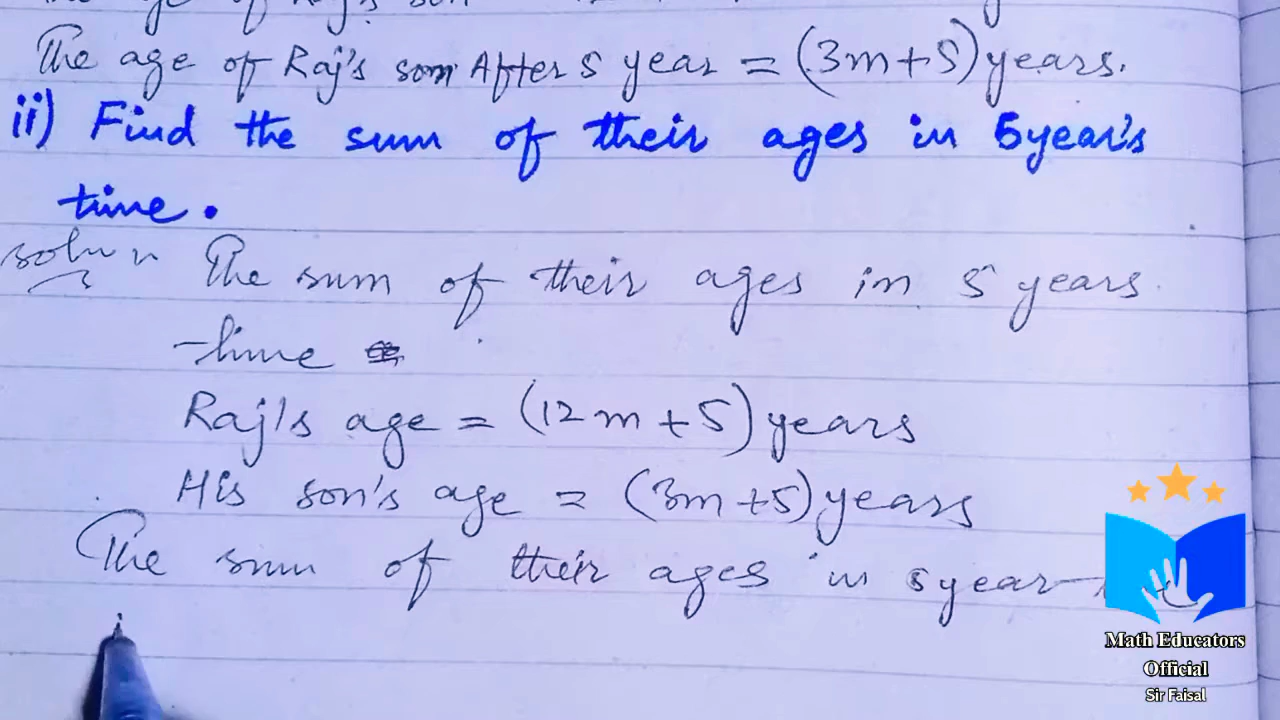 The age of Raj's son After 5 year = (3m+5) years.
ii) Find the sum of their ages in 5 year's
time.
soln The sum of their ages in 5 years
time
Raj's age = (12m+5) years
His son's age = (3m+5) years
The sum of their ages in 5 year
Math Educators
Official
Sir Faisal